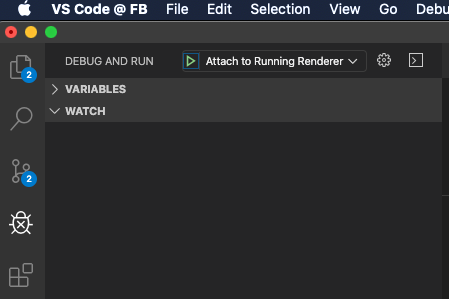 VS Code @ FB File Edit Selection View Go Debu
DEBUG AND RUN Attach to Running Renderer
2
VARIABLES
WATCH
2